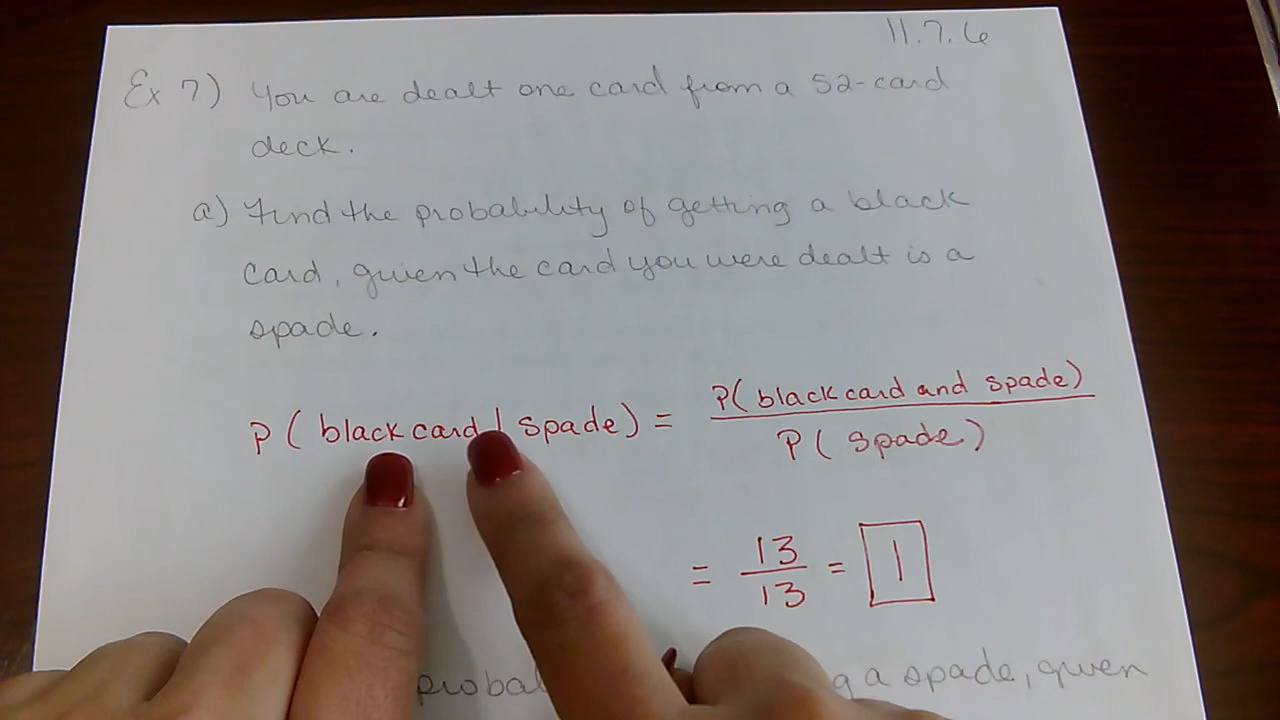 11.7.6
Ex 7) You are dealt one card from a 52-card
deck.
a) Find the probability of getting a black
card, given the card you were dealt is a
spade.
P( black card | spade) = P( black card and spade)
P( spade)
= 13/13 = 1
a spade, given